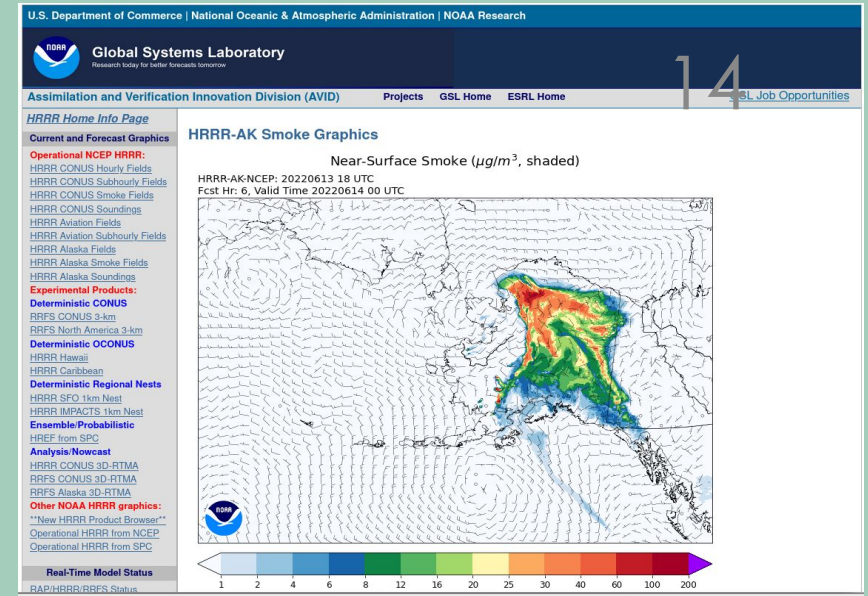 U.S. Department of Commerce | National Oceanic & Atmospheric Administration | NOAA Research
NOAA
Global Systems Laboratory
Research today for better forecasts tomorrow
14
Assimilation and Verification Innovation Division (AVID)
Projects GSL Home ESRL Home
GSL Job Opportunities
HRRR Home Info Page
Current and Forecast Graphics
Operational NCEP HRRR:
HRRR CONUS Hourly Fields
HRRR CONUS Subhourly Fields
HRRR CONUS Smoke Fields
HRRR CONUS Soundings
HRRR Aviation Fields
HRRR Aviation Subhourly Fields
HRRR Alaska Fields
HRRR Alaska Smoke Fields
HRRR Alaska Soundings
Experimental Products:
Deterministic CONUS
RRFS CONUS 3-km
RRFS North America 3-km
Deterministic OCONUS
HRRR Hawaii
HRRR Caribbean
Deterministic Regional Nests
HRRR SFO 1km Nest
HRRR IMPACTS 1km Nest
Ensemble/Probabilistic
HREF from SPC
Analysis/Nowcast
HRRR CONUS 3D-RTMA
RRFS CONUS 3D-RTMA
RRFS Alaska 3D-RTMA
Other NOAA HRRR graphics:
**New HRRR Product Browser**
Operational HRRR from NCEP
Operational HRRR from SPC
Real-Time Model Status
RAP/HRRR/RRFS Status
HRRR-AK Smoke Graphics
Near-Surface Smoke (μg/m³, shaded)
HRRR-AK-NCEP: 20220613 18 UTC
Fcst Hr: 6, Valid Time 20220614 00 UTC
NOAA
1 2 4 6 8 12 16 20 25 30 40 60 100 200